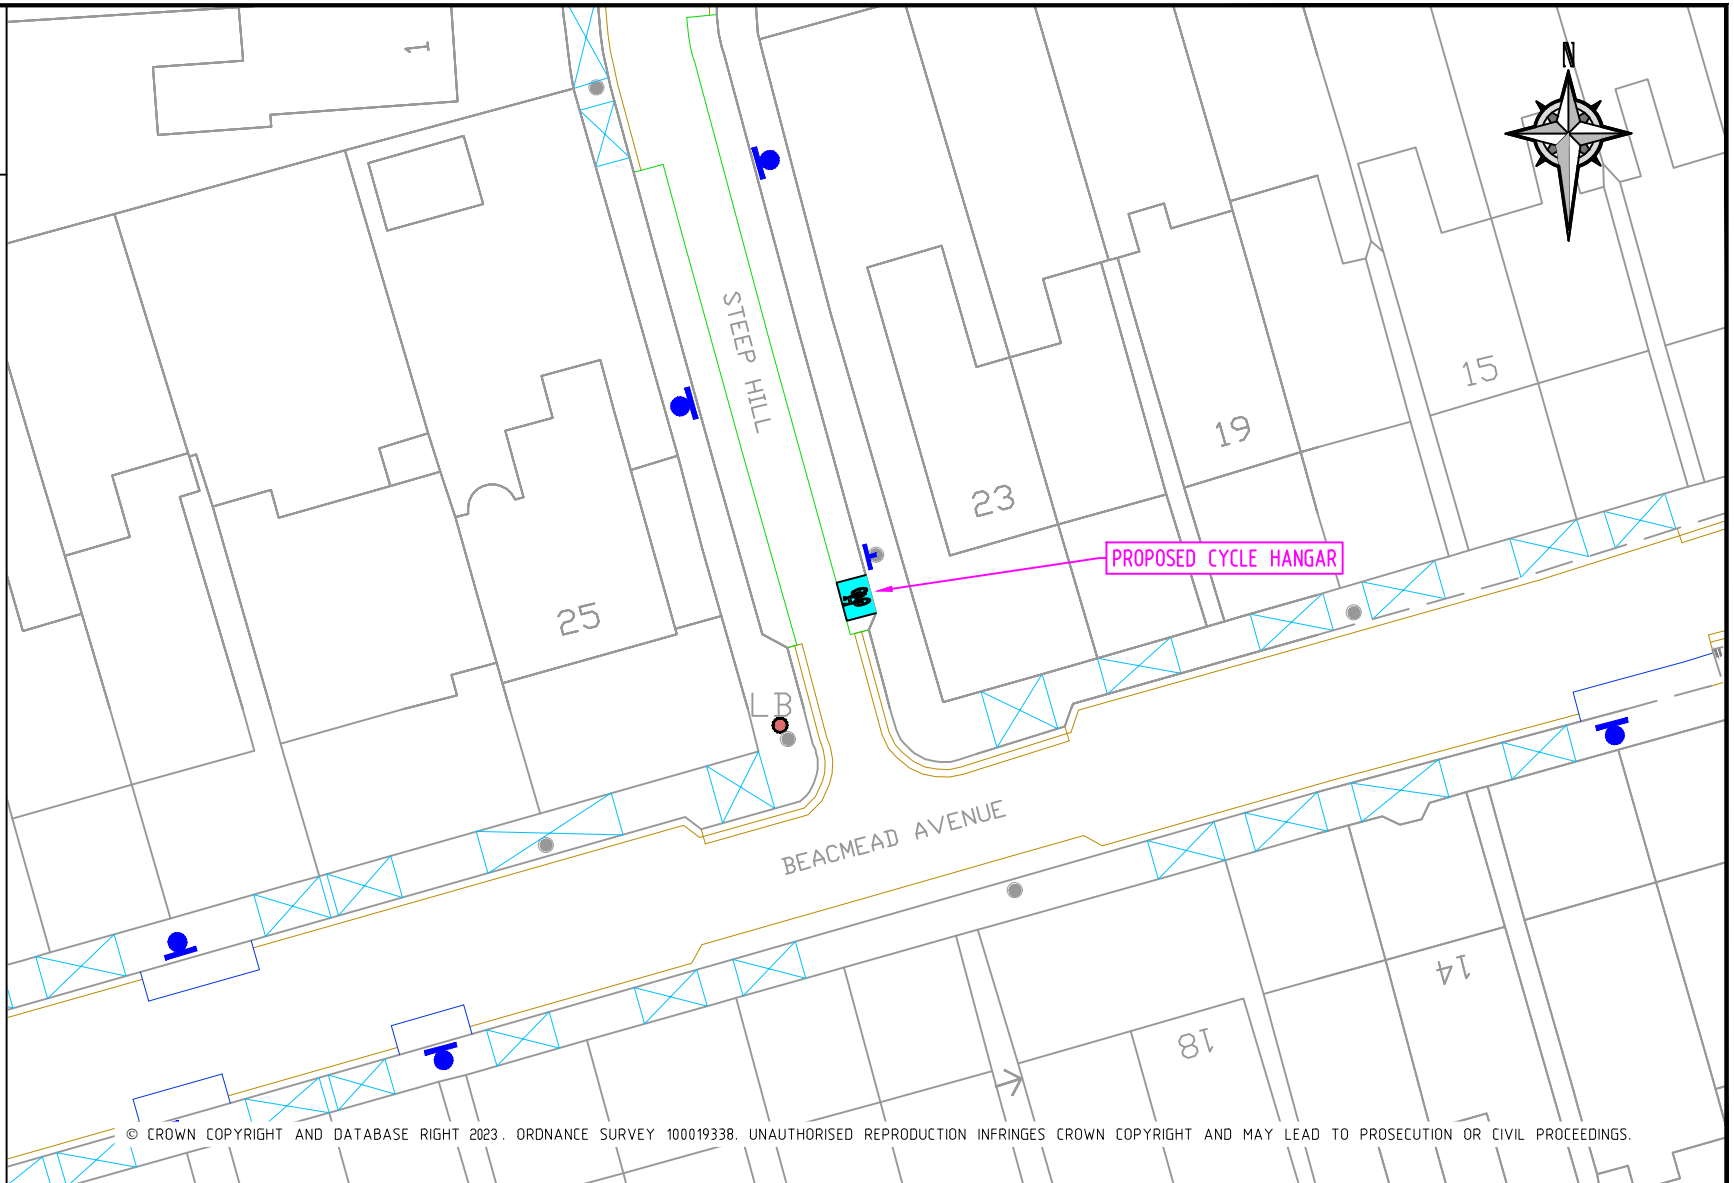 1
N
STEEP HILL
15
19
23
PROPOSED CYCLE HANGAR
25
LB
BEACMEAD AVENUE
14
18
© CROWN COPYRIGHT AND DATABASE RIGHT 2023. ORDNANCE SURVEY 100019338. UNAUTHORISED REPRODUCTION INFRINGES CROWN COPYRIGHT AND MAY LEAD TO PROSECUTION OR CIVIL PROCEEDINGS.